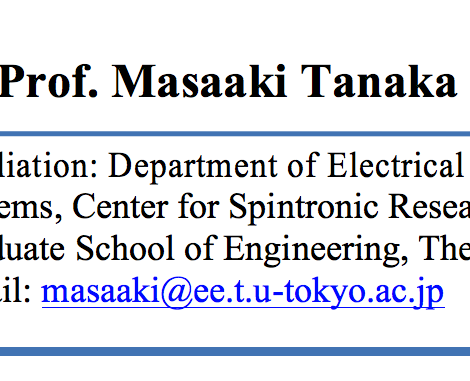 Prof. Masaaki Tanaka
liation: Department of Electrical
ems, Center for Spintronic Resea
duate School of Engineering, The
il: masaaki@ee.t.u-tokyo.ac.jp